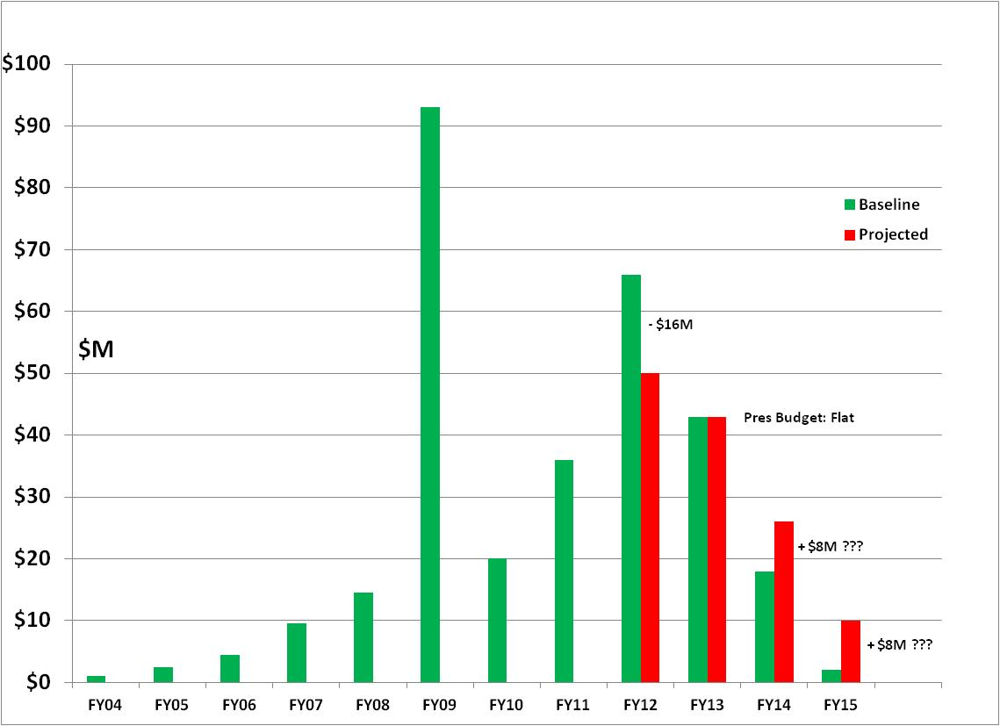 $100
$90
$80
$70
$60
$50
$40
$30
$20
$10
$0
$M
Baseline
Projected
- $16M
Pres Budget: Flat
+ $8M ???
+ $8M ???
FY04 FY05 FY06 FY07 FY08 FY09 FY10 FY11 FY12 FY13 FY14 FY15